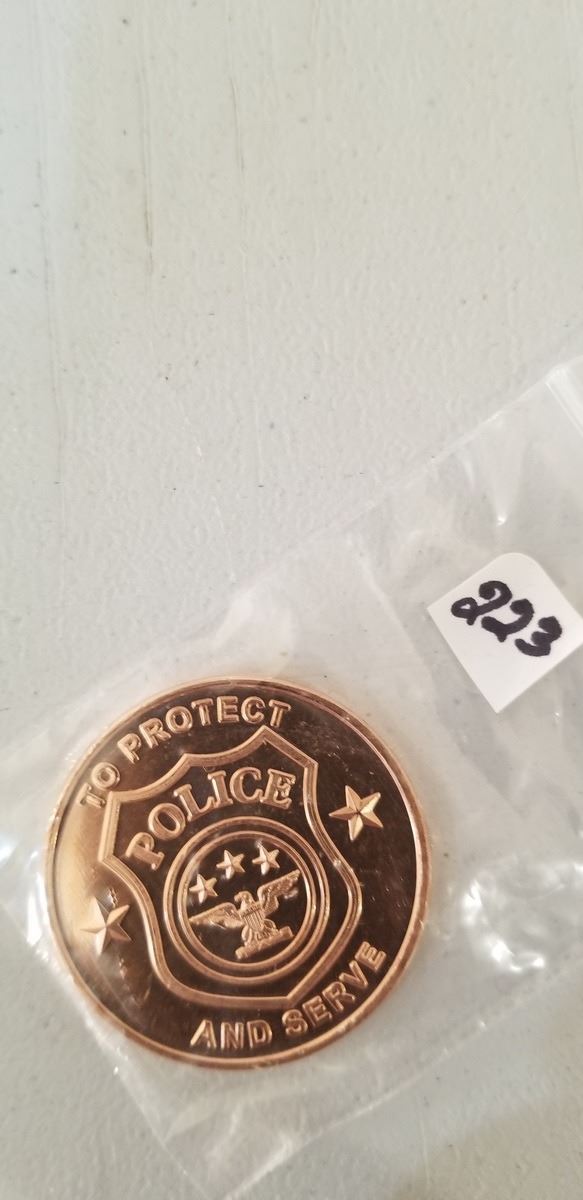 223
TO PROTECT
POLICE
AND SERVE